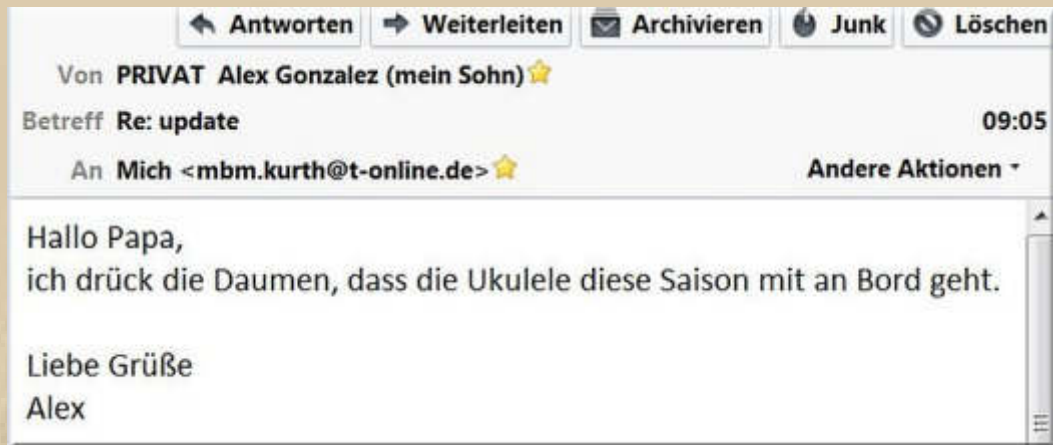 Antworten Weiterleiten Archivieren Junk Löschen
Von PRIVAT Alex Gonzalez (mein Sohn)
Betreff Re: update 09:05
An Mich <mbm.kurth@t-online.de> Andere Aktionen
Hallo Papa,
ich drück die Daumen, dass die Ukulele diese Saison mit an Bord geht.
Liebe Grüße
Alex